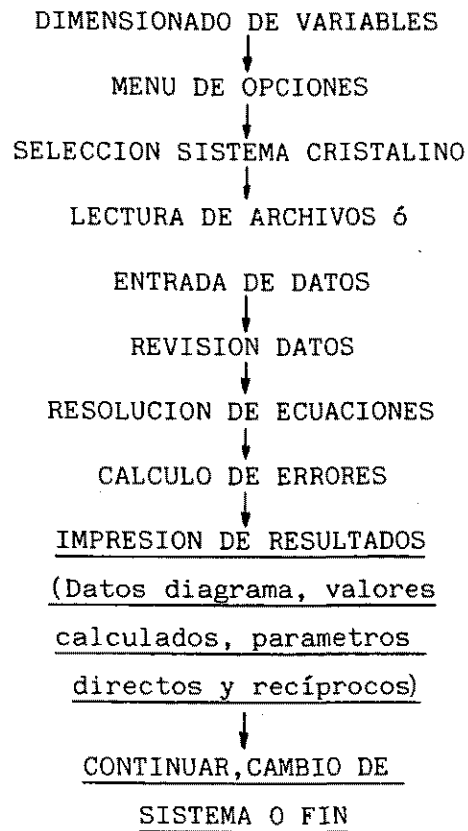 DIMENSIONADO DE VARIABLES
MENU DE OPCIONES
SELECCION SISTEMA CRISTALINO
LECTURA DE ARCHIVOS ó
ENTRADA DE DATOS
REVISION DATOS
RESOLUCION DE ECUACIONES
CALCULO DE ERRORES
IMPRESION DE RESULTADOS
(Datos diagrama, valores
calculados, parametros
directos y recíprocos)
CONTINUAR,CAMBIO DE
SISTEMA O FIN